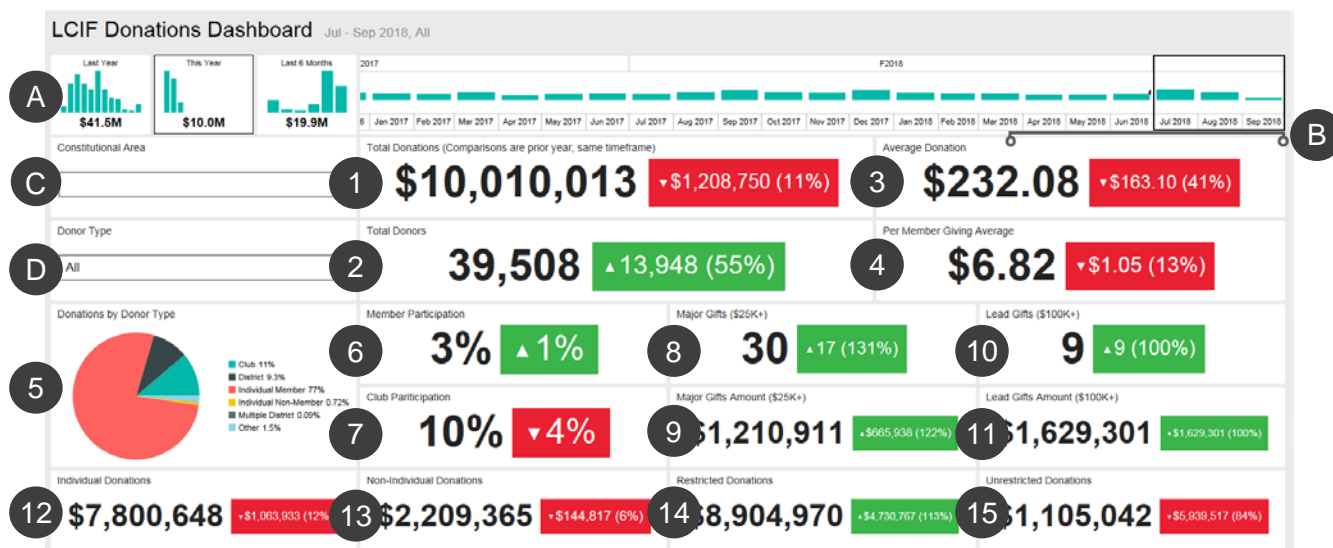 LCIF Donations Dashboard Jul - Sep 2018, All
A
Last Year
$41.5M
This Year
$10.0M
Last 6 Months
$19.9M
2017
F2018
6 Jan 2017 Feb 2017 Mar 2017 Apr 2017 May 2017 Jun 2017 Jul 2017 Aug 2017 Sep 2017 Oct 2017 Nov 2017 Dec 2017 Jan 2018 Feb 2018 Mar 2018 Apr 2018 May 2018 Jun 2018 Jul 2018 Aug 2018 Sep 2018
B
Constitutional Area
C
1
Total Donations (Comparisons are prior year, same timeframe)
$10,010,013 ▼$1,208,750 (11%)
3
Average Donation
$232.08 ▼$163.10 (41%)
Donor Type
D
All
2
Total Donors
39,508 ▲13,948 (55%)
4
Per Member Giving Average
$6.82 ▼$1.05 (13%)
5
Donations by Donor Type
Club 11%
District 9.3%
Individual Member 77%
Individual Non-Member 0.72%
Multiple District 0.09%
Other 1.5%
6
Member Participation
3% ▲1%
8
Major Gifts ($25K+)
30 ▲17 (131%)
10
Lead Gifts ($100K+)
9 ▲9 (100%)
7
Club Participation
10% ▼4%
9
Major Gifts Amount ($25K+)
$1,210,911 ▲$665,938 (122%)
11
Lead Gifts Amount ($100K+)
$1,629,301 ▲$1,629,301 (100%)
12
Individual Donations
$7,800,648 ▼$1,063,933 (12%
13
Non-Individual Donations
$2,209,365 ▼$144,817 (6%)
14
Restricted Donations
$8,904,970 ▲$4,730,767 (113%)
15
Unrestricted Donations
$1,105,042 ▼$5,939,517 (84%)